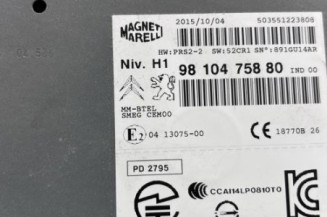 MAGNETI
MARELLI
2015/10/04
503551223808
HW:PRS2-2 SW:52CR1 SN°:891GU14AR
Niv. H1
98 104 758 80 IND 00
MM-BTEL
SMEG CEM00
E2 04 13075-00
CE 18770B 26
PD 2795
CCAI14LP0810T0